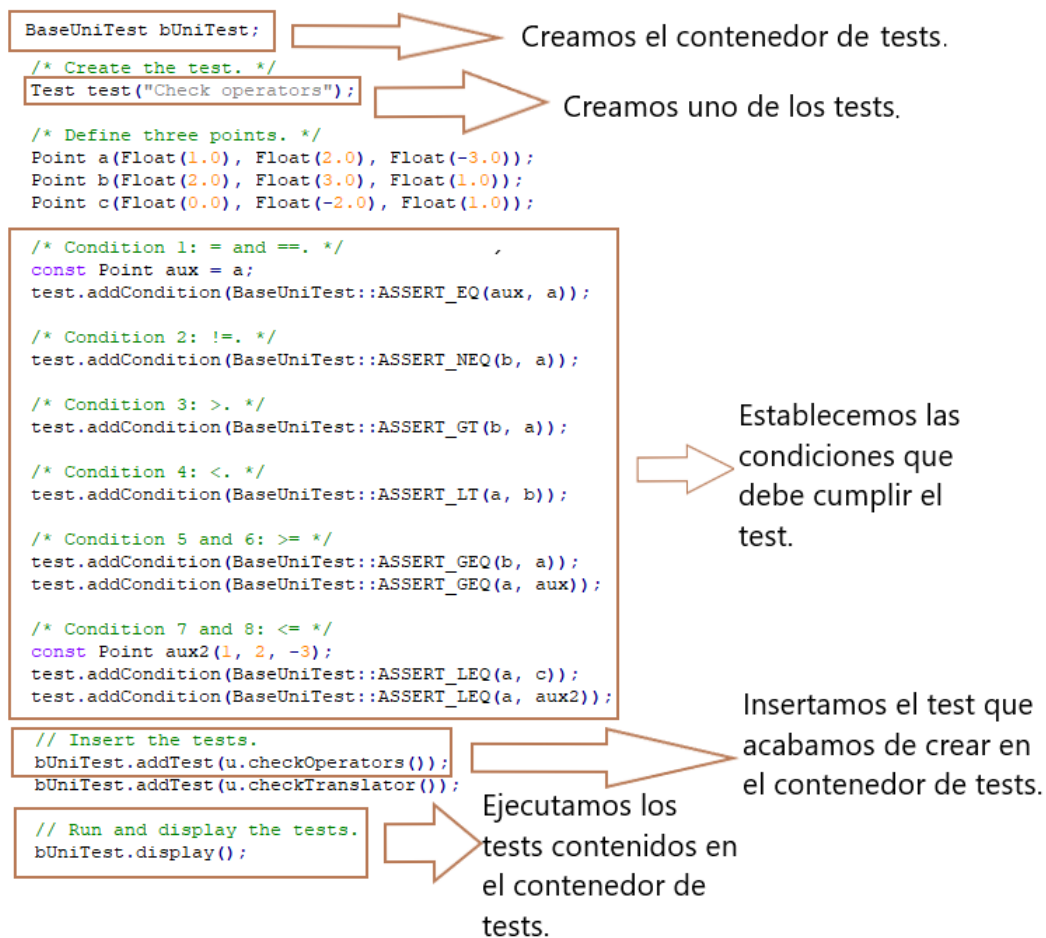 BaseUniTest bUniTest;
Creamos el contenedor de tests.
/* Create the test. */
Test test("Check operators");
Creamos uno de los tests.
/* Define three points. */
Point a(Float(1.0), Float(2.0), Float(-3.0));
Point b(Float(2.0), Float(3.0), Float(1.0));
Point c(Float(0.0), Float(-2.0), Float(1.0));
/* Condition 1: = and ==. */
const Point aux = a;
test.addCondition(BaseUniTest::ASSERT_EQ(aux, a));
/* Condition 2: !=. */
test.addCondition(BaseUniTest::ASSERT_NEQ(b, a));
/* Condition 3: >. */
test.addCondition(BaseUniTest::ASSERT_GT(b, a));
/* Condition 4: <. */
test.addCondition(BaseUniTest::ASSERT_LT(a, b));
/* Condition 5 and 6: >= */
test.addCondition(BaseUniTest::ASSERT_GEQ(b, a));
test.addCondition(BaseUniTest::ASSERT_GEQ(a, aux));
/* Condition 7 and 8: <= */
const Point aux2(1, 2, -3);
test.addCondition(BaseUniTest::ASSERT_LEQ(a, c));
test.addCondition(BaseUniTest::ASSERT_LEQ(a, aux2));
Establecemos las
condiciones que
debe cumplir el
test.
// Insert the tests.
bUniTest.addTest(u.checkOperators());
bUniTest.addTest(u.checkTranslator());
Insertamos el test que
acabamos de crear en
el contenedor de tests.
// Run and display the tests.
bUniTest.display();
Ejecutamos los
tests contenidos en
el contenedor de
tests.